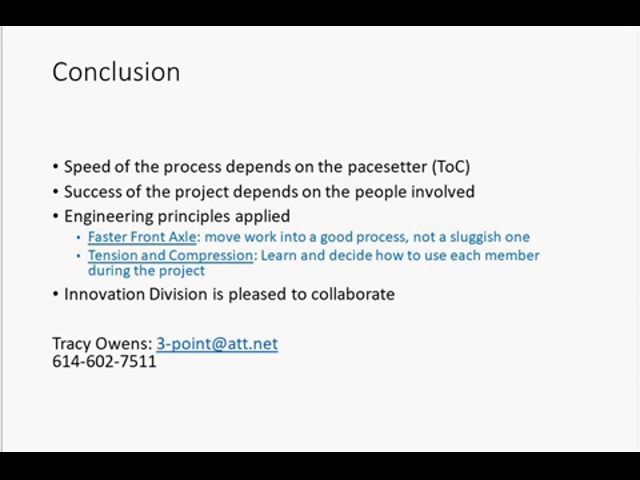 Conclusion
• Speed of the process depends on the pacesetter (ToC)
• Success of the project depends on the people involved
• Engineering principles applied
• Faster Front Axle: move work into a good process, not a sluggish one
• Tension and Compression: Learn and decide how to use each member
during the project
• Innovation Division is pleased to collaborate
Tracy Owens: 3-point@att.net
614-602-7511